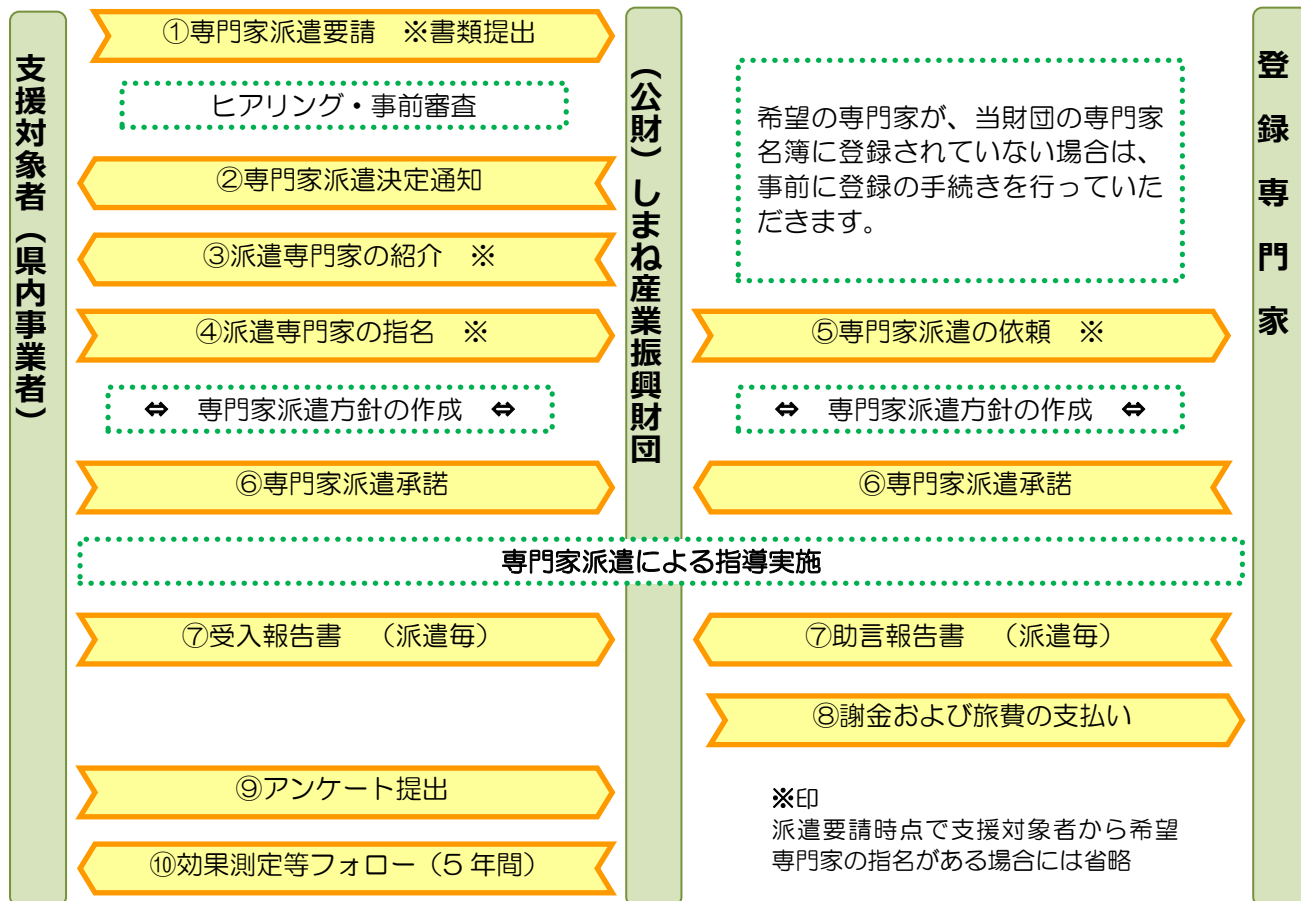 支援対象者（県内事業者）
①専門家派遣要請　※書類提出
ヒアリング・事前審査
②専門家派遣決定通知
③派遣専門家の紹介　※
④派遣専門家の指名　※
⇔　専門家派遣方針の作成　⇔
⑥専門家派遣承諾
（公財）しまね産業振興財団
希望の専門家が、当財団の専門家
名簿に登録されていない場合は、
事前に登録の手続きを行っていた
だきます。
⑤専門家派遣の依頼　※
⇔　専門家派遣方針の作成　⇔
⑥専門家派遣承諾
登録専門家
専門家派遣による指導実施
⑦受入報告書　（派遣毎）
⑦助言報告書　（派遣毎）
⑧謝金および旅費の支払い
⑨アンケート提出
⑩効果測定等フォロー（5 年間）
※印
派遣要請時点で支援対象者から希望
専門家の指名がある場合には省略